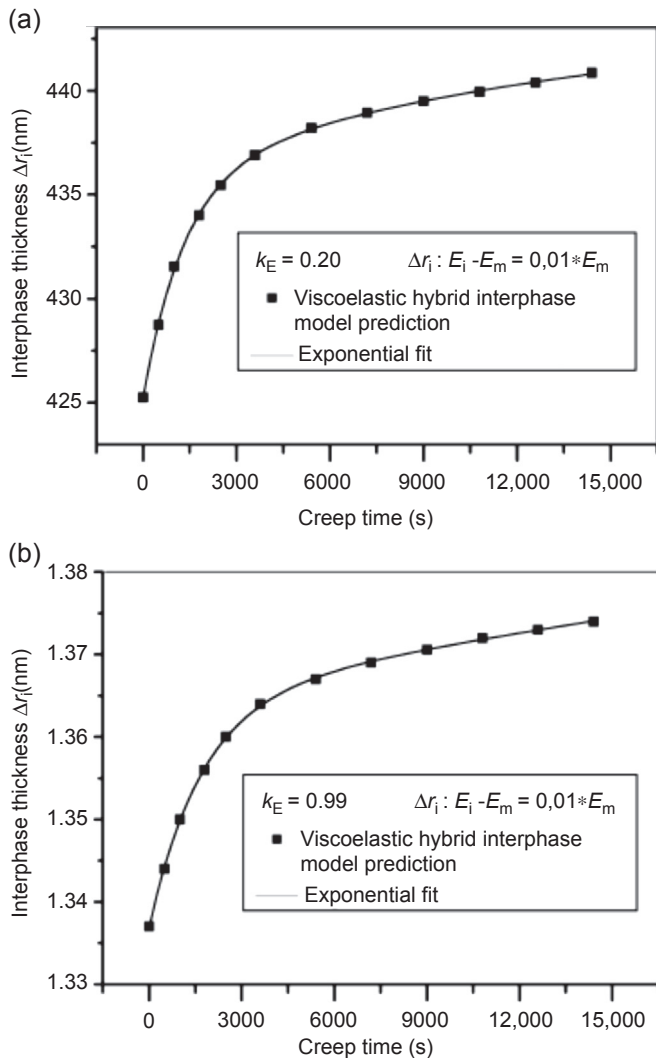 (a)
440
435
430
425
Interphase thickness Δrᵢ(nm)
k_E = 0.20 Δrᵢ : Eᵢ -Eₘ = 0,01*Eₘ
Viscoelastic hybrid interphase
model prediction
Exponential fit
0 3000 6000 9000 12,000 15,000
Creep time (s)
(b)
1.38
1.37
1.36
1.35
1.34
1.33
Interphase thickness Δrᵢ(nm)
k_E = 0.99 Δrᵢ : Eᵢ -Eₘ = 0,01*Eₘ
Viscoelastic hybrid interphase
model prediction
Exponential fit
0 3000 6000 9000 12,000 15,000
Creep time (s)